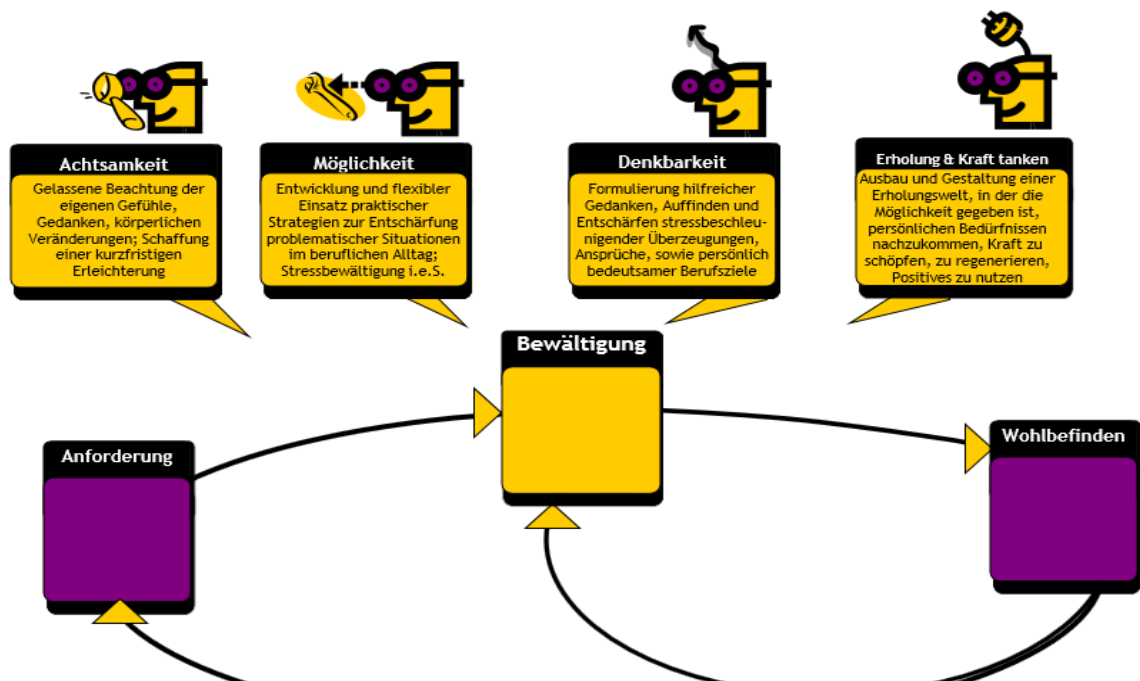 Achtsamkeit
Gelassene Beachtung der
eigenen Gefühle,
Gedanken, körperlichen
Veränderungen; Schaffung
einer kurzfristigen
Erleichterung
Möglichkeit
Entwicklung und flexibler
Einsatz praktischer
Strategien zur Entschärfung
problematischer Situationen
im beruflichen Alltag;
Stressbewältigung i.e.S.
Denkbarkeit
Formulierung hilfreicher
Gedanken, Auffinden und
Entschärfen stressbeschleu-
nigender Überzeugungen,
Ansprüche, sowie persönlich
bedeutsamer Berufsziele
Erholung & Kraft tanken
Ausbau und Gestaltung einer
Erholungswelt, in der die
Möglichkeit gegeben ist,
persönlichen Bedürfnissen
nachzukommen, Kraft zu
schöpfen, zu regenerieren,
Positives zu nutzen
Bewältigung
Anforderung
Wohlbefinden